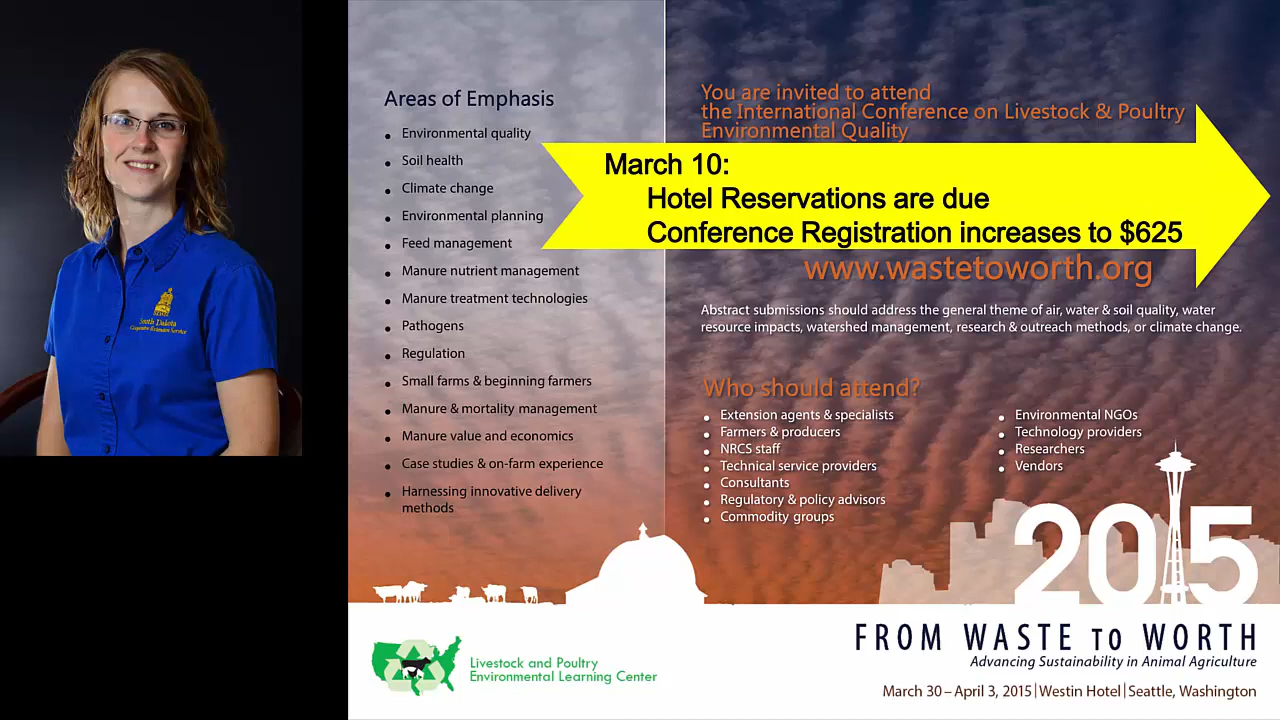 South Dakota
Cooperative Extension Service
Areas of Emphasis
• Environmental quality
• Soil health
• Climate change
• Environmental planning
• Feed management
• Manure nutrient management
• Manure treatment technologies
• Pathogens
• Regulation
• Small farms & beginning farmers
• Manure & mortality management
• Manure value and economics
• Case studies & on-farm experience
• Harnessing innovative delivery
methods
You are invited to attend
the International Conference on Livestock & Poultry
Environmental Quality
March 10:
Hotel Reservations are due
Conference Registration increases to $625
www.wastetoworth.org
Abstract submissions should address the general theme of air, water & soil quality, water
resource impacts, watershed management, research & outreach methods, or climate change.
Who should attend?
• Extension agents & specialists
• Farmers & producers
• NRCS staff
• Technical service providers
• Consultants
• Regulatory & policy advisors
• Commodity groups
• Environmental NGOs
• Technology providers
• Researchers
• Vendors
2015
FROM WASTE TO WORTH
Advancing Sustainability in Animal Agriculture
March 30 – April 3, 2015 | Westin Hotel | Seattle, Washington
Livestock and Poultry
Environmental Learning Center